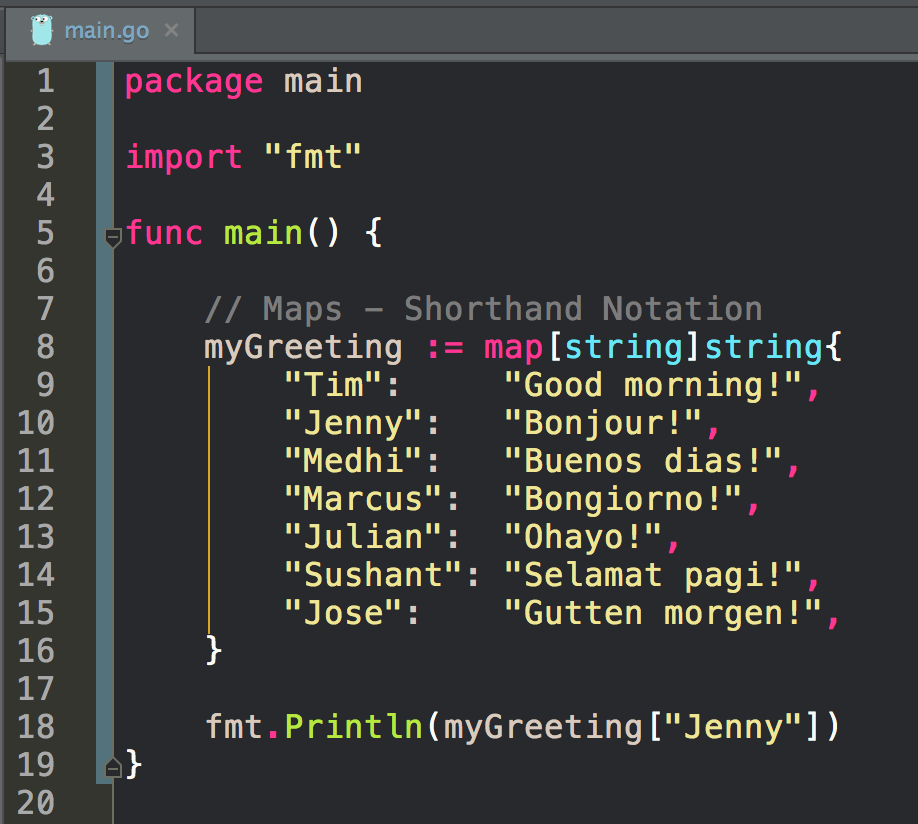 main.go
1 package main
2
3 import "fmt"
4
5 func main() {
6
7 // Maps - Shorthand Notation
8 myGreeting := map[string]string{
9 "Tim": "Good morning!",
10 "Jenny": "Bonjour!",
11 "Medhi": "Buenos dias!",
12 "Marcus": "Bongiorno!",
13 "Julian": "Ohayo!",
14 "Sushant": "Selamat pagi!",
15 "Jose": "Gutten morgen!",
16 }
17
18 fmt.Println(myGreeting["Jenny"])
19 }
20